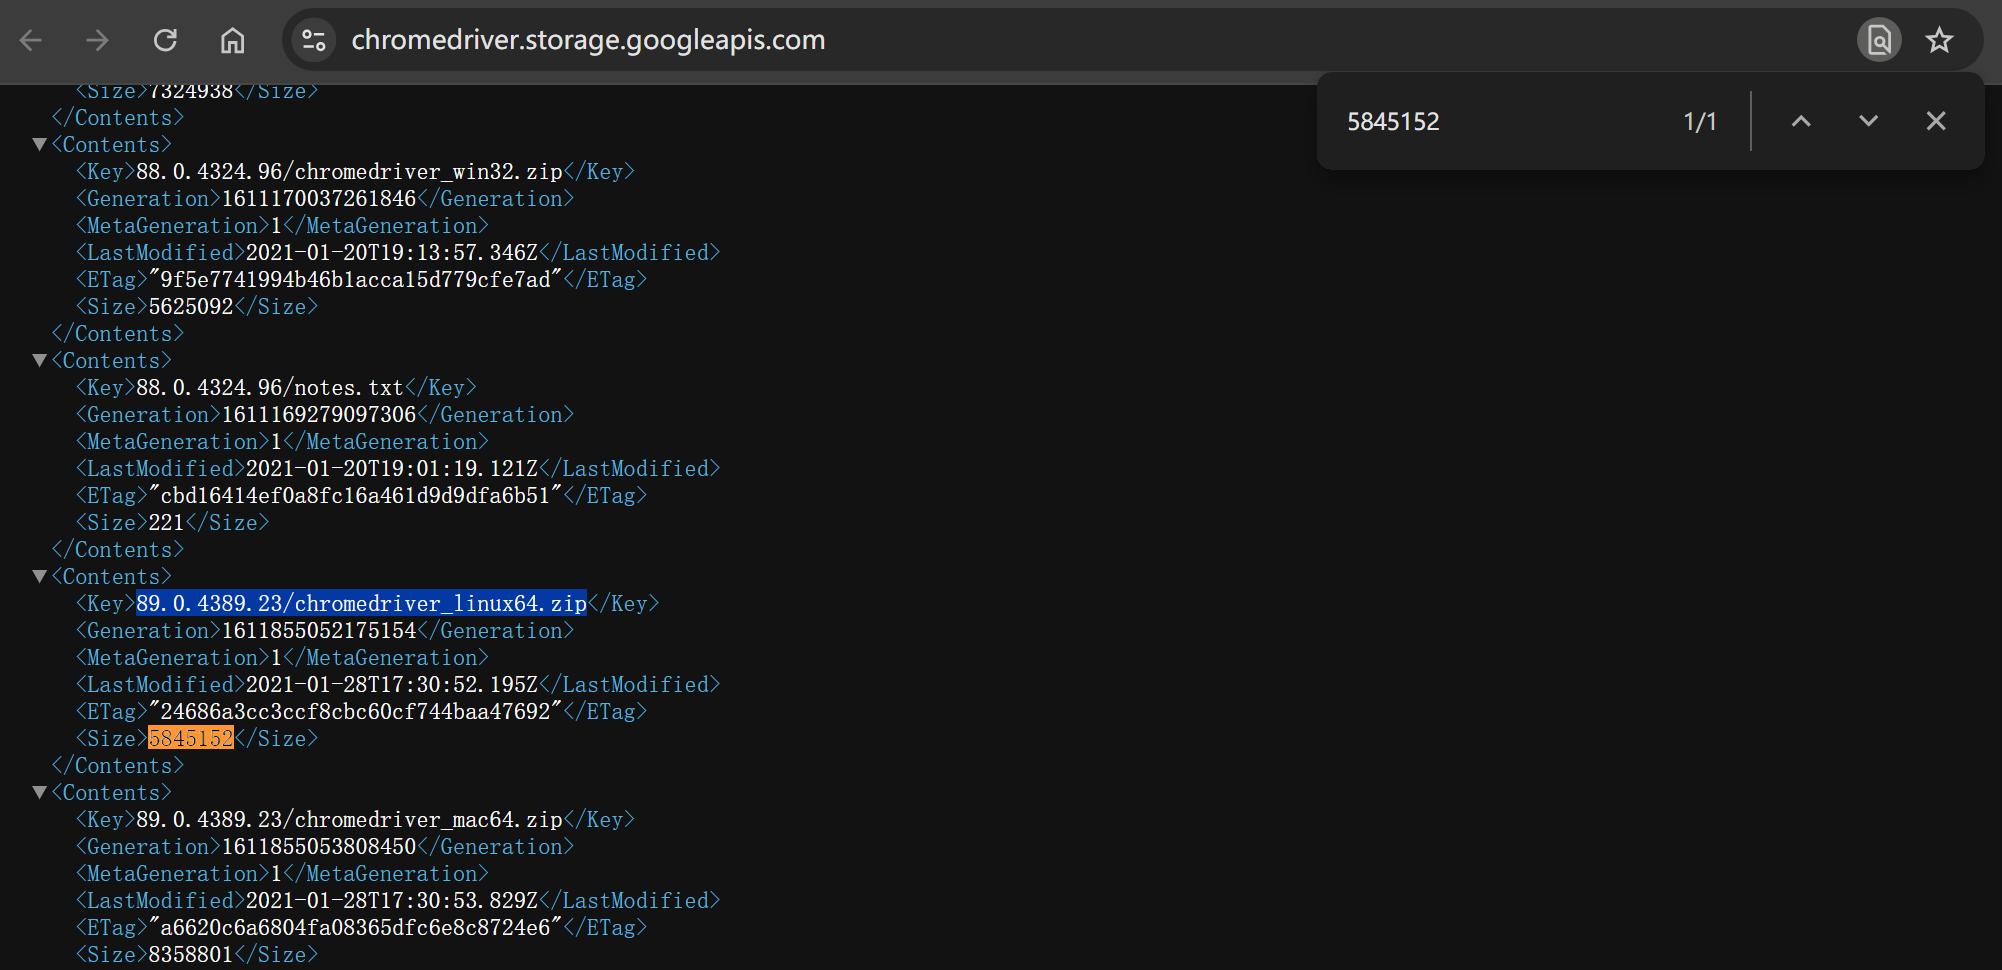 chromedriver.storage.googleapis.com
5845152 1/1
<Size>7324938</Size>
</Contents>
▼<Contents>
<Key>88.0.4324.96/chromedriver_win32.zip</Key>
<Generation>1611170037261846</Generation>
<MetaGeneration>1</MetaGeneration>
<LastModified>2021-01-20T19:13:57.346Z</LastModified>
<ETag>"9f5e7741994b46b1acca15d779cfe7ad"</ETag>
<Size>5625092</Size>
</Contents>
▼<Contents>
<Key>88.0.4324.96/notes.txt</Key>
<Generation>1611169279097306</Generation>
<MetaGeneration>1</MetaGeneration>
<LastModified>2021-01-20T19:01:19.121Z</LastModified>
<ETag>"cbd16414ef0a8fc16a461d9d9dfa6b51"</ETag>
<Size>221</Size>
</Contents>
▼<Contents>
<Key>89.0.4389.23/chromedriver_linux64.zip</Key>
<Generation>1611855052175154</Generation>
<MetaGeneration>1</MetaGeneration>
<LastModified>2021-01-28T17:30:52.195Z</LastModified>
<ETag>"24686a3cc3ccf8cbc60cf744baa47692"</ETag>
<Size>5845152</Size>
</Contents>
▼<Contents>
<Key>89.0.4389.23/chromedriver_mac64.zip</Key>
<Generation>1611855053808450</Generation>
<MetaGeneration>1</MetaGeneration>
<LastModified>2021-01-28T17:30:53.829Z</LastModified>
<ETag>"a6620c6a6804fa08365dfc6e8c8724e6"</ETag>
<Size>8358801</Size>